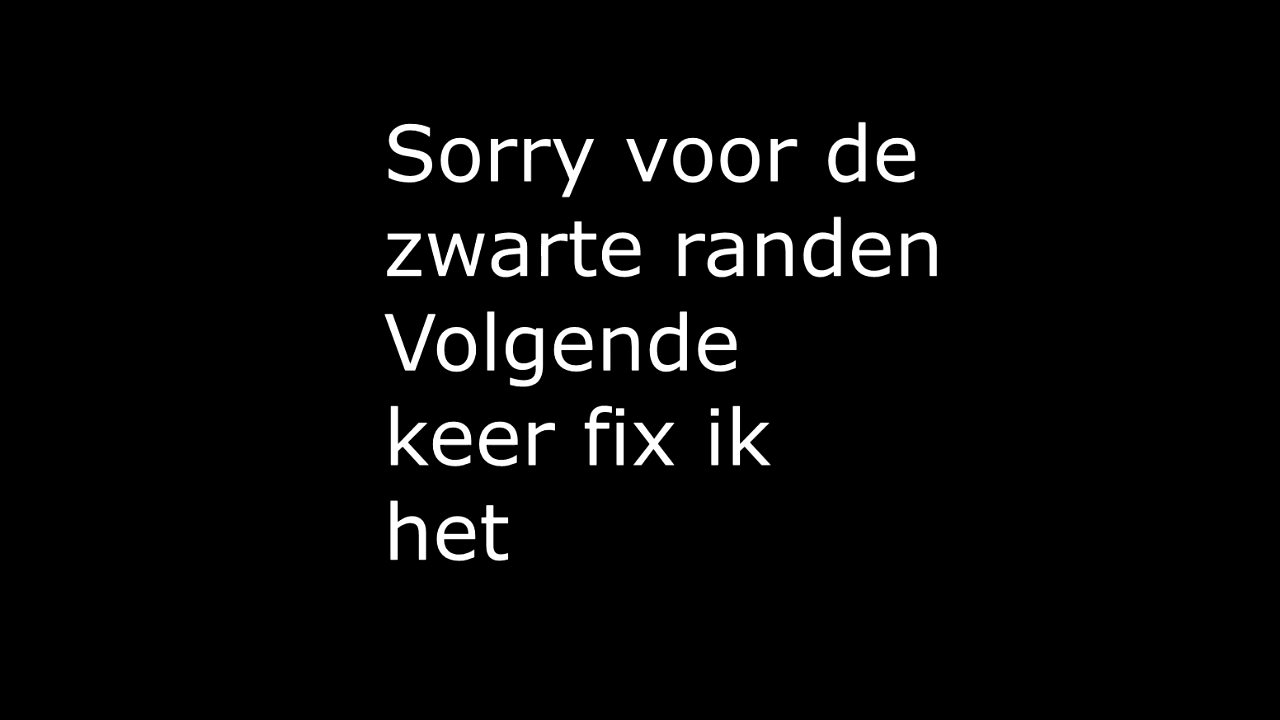 Sorry voor de
zwarte randen
Volgende
keer fix ik
het